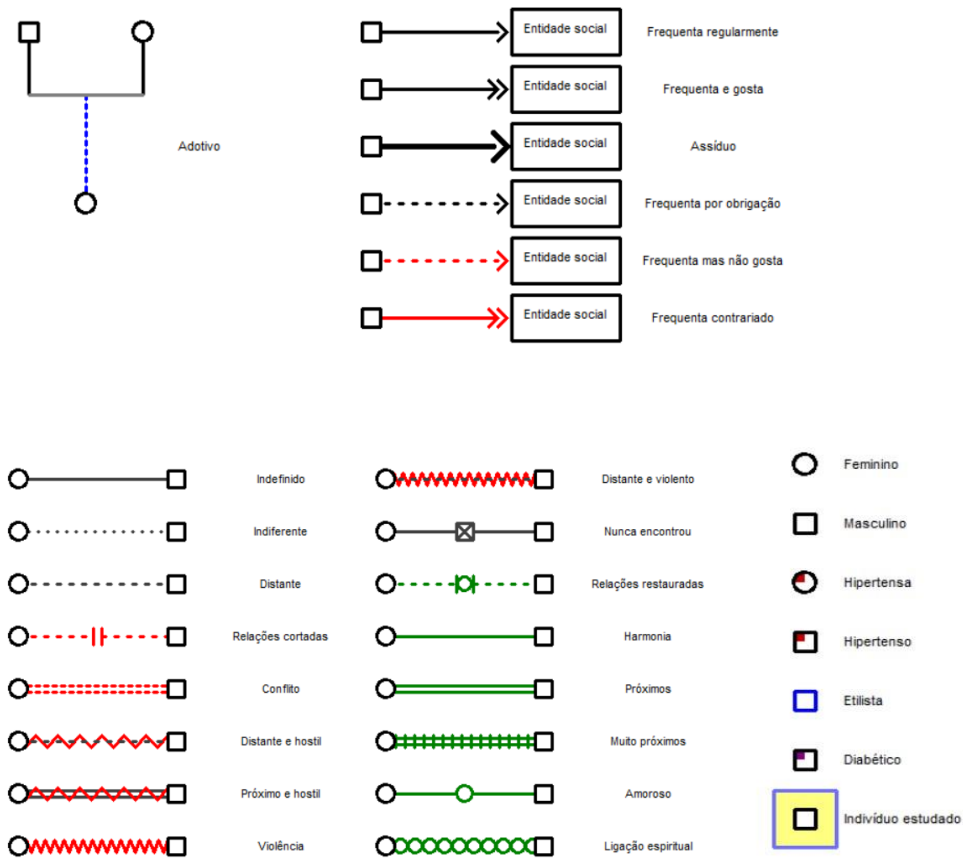 Adotivo
Entidade social
Frequenta regularmente
Entidade social
Frequenta e gosta
Entidade social
Assíduo
Entidade social
Frequenta por obrigação
Entidade social
Frequenta mas não gosta
Entidade social
Frequenta contrariado
Indefinido
Indiferente
Distante
Relações cortadas
Conflito
Distante e hostil
Próximo e hostil
Violência
Distante e violento
Nunca encontrou
Relações restauradas
Harmonia
Próximos
Muito próximos
Amoroso
Ligação espiritual
Feminino
Masculino
Hipertensa
Hipertenso
Etilista
Diabético
Indivíduo estudado